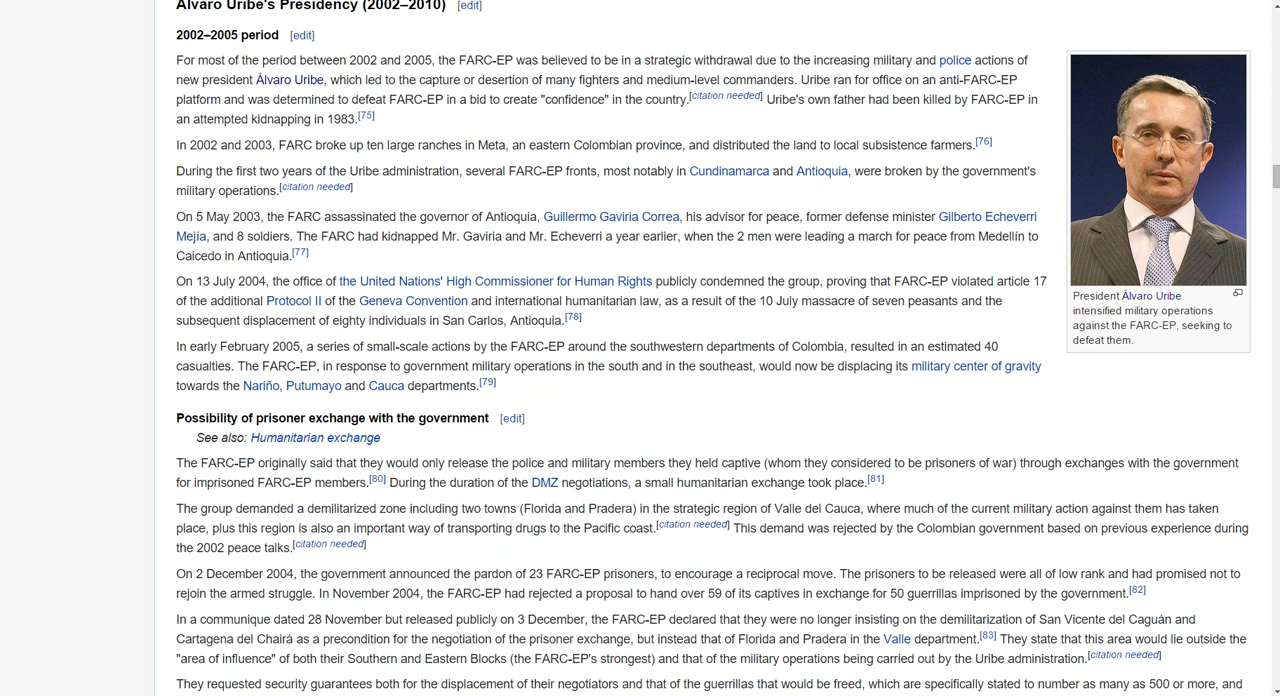 Álvaro Uribe's Presidency (2002–2010) [edit]
2002–2005 period [edit]
For most of the period between 2002 and 2005, the FARC-EP was believed to be in a strategic withdrawal due to the increasing military and police actions of
new president Álvaro Uribe, which led to the capture or desertion of many fighters and medium-level commanders. Uribe ran for office on an anti-FARC-EP
platform and was determined to defeat FARC-EP in a bid to create "confidence" in the country.[citation needed] Uribe's own father had been killed by FARC-EP in
an attempted kidnapping in 1983.[75]
In 2002 and 2003, FARC broke up ten large ranches in Meta, an eastern Colombian province, and distributed the land to local subsistence farmers.[76]
During the first two years of the Uribe administration, several FARC-EP fronts, most notably in Cundinamarca and Antioquia, were broken by the government's
military operations.[citation needed]
On 5 May 2003, the FARC assassinated the governor of Antioquia, Guillermo Gaviria Correa, his advisor for peace, former defense minister Gilberto Echeverri
Mejía, and 8 soldiers. The FARC had kidnapped Mr. Gaviria and Mr. Echeverri a year earlier, when the 2 men were leading a march for peace from Medellín to
Caicedo in Antioquia.[77]
On 13 July 2004, the office of the United Nations' High Commissioner for Human Rights publicly condemned the group, proving that FARC-EP violated article 17
of the additional Protocol II of the Geneva Convention and international humanitarian law, as a result of the 10 July massacre of seven peasants and the
subsequent displacement of eighty individuals in San Carlos, Antioquia.[78]
In early February 2005, a series of small-scale actions by the FARC-EP around the southwestern departments of Colombia, resulted in an estimated 40
casualties. The FARC-EP, in response to government military operations in the south and in the southeast, would now be displacing its military center of gravity
towards the Nariño, Putumayo and Cauca departments.[79]
President Álvaro Uribe
intensified military operations
against the FARC-EP, seeking to
defeat them.
Possibility of prisoner exchange with the government [edit]
See also: Humanitarian exchange
The FARC-EP originally said that they would only release the police and military members they held captive (whom they considered to be prisoners of war) through exchanges with the government
for imprisoned FARC-EP members.[80] During the duration of the DMZ negotiations, a small humanitarian exchange took place.[81]
The group demanded a demilitarized zone including two towns (Florida and Pradera) in the strategic region of Valle del Cauca, where much of the current military action against them has taken
place, plus this region is also an important way of transporting drugs to the Pacific coast.[citation needed] This demand was rejected by the Colombian government based on previous experience during
the 2002 peace talks.[citation needed]
On 2 December 2004, the government announced the pardon of 23 FARC-EP prisoners, to encourage a reciprocal move. The prisoners to be released were all of low rank and had promised not to
rejoin the armed struggle. In November 2004, the FARC-EP had rejected a proposal to hand over 59 of its captives in exchange for 50 guerrillas imprisoned by the government.[82]
In a communique dated 28 November but released publicly on 3 December, the FARC-EP declared that they were no longer insisting on the demilitarization of San Vicente del Caguán and
Cartagena del Chairá as a precondition for the negotiation of the prisoner exchange, but instead that of Florida and Pradera in the Valle department.[83] They state that this area would lie outside the
"area of influence" of both their Southern and Eastern Blocks (the FARC-EP's strongest) and that of the military operations being carried out by the Uribe administration.[citation needed]
They requested security guarantees both for the displacement of their negotiators and that of the guerrillas that would be freed, which are specifically stated to number as many as 500 or more, and